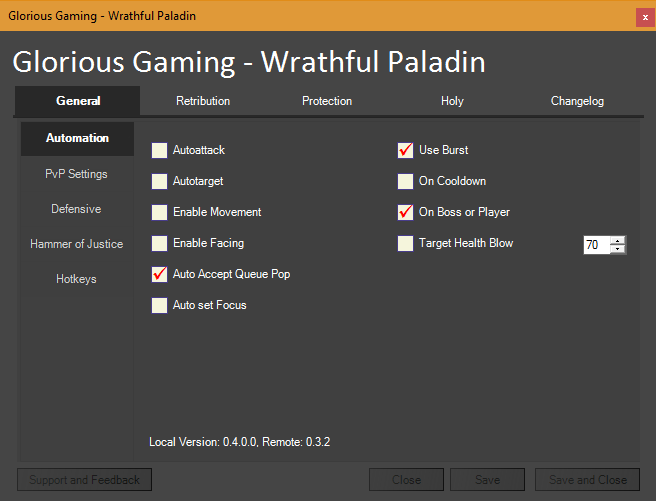 Glorious Gaming - Wrathful Paladin
x
Glorious Gaming - Wrathful Paladin
General
Retribution
Protection
Holy
Changelog
Automation
PvP Settings
Defensive
Hammer of Justice
Hotkeys
Autoattack
Autotarget
Enable Movement
Enable Facing
Auto Accept Queue Pop
Auto set Focus
Use Burst
On Cooldown
On Boss or Player
Target Health Blow
70
Local Version: 0.4.0.0, Remote: 0.3.2
Support and Feedback
Close
Save
Save and Close